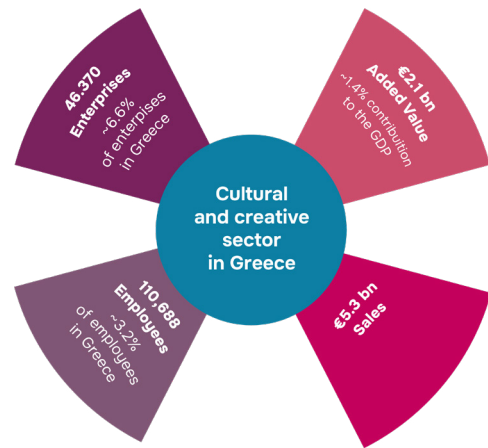 46.370
Enterprises
~6.6%
of enterpises
in Greece
€2.1 bn
Added Value
~1.4% contribuition
to the GDP
Cultural
and creative
sector
in Greece
110,688
Employees
~3.2%
of employees
in Greece
€5.3 bn
Sales